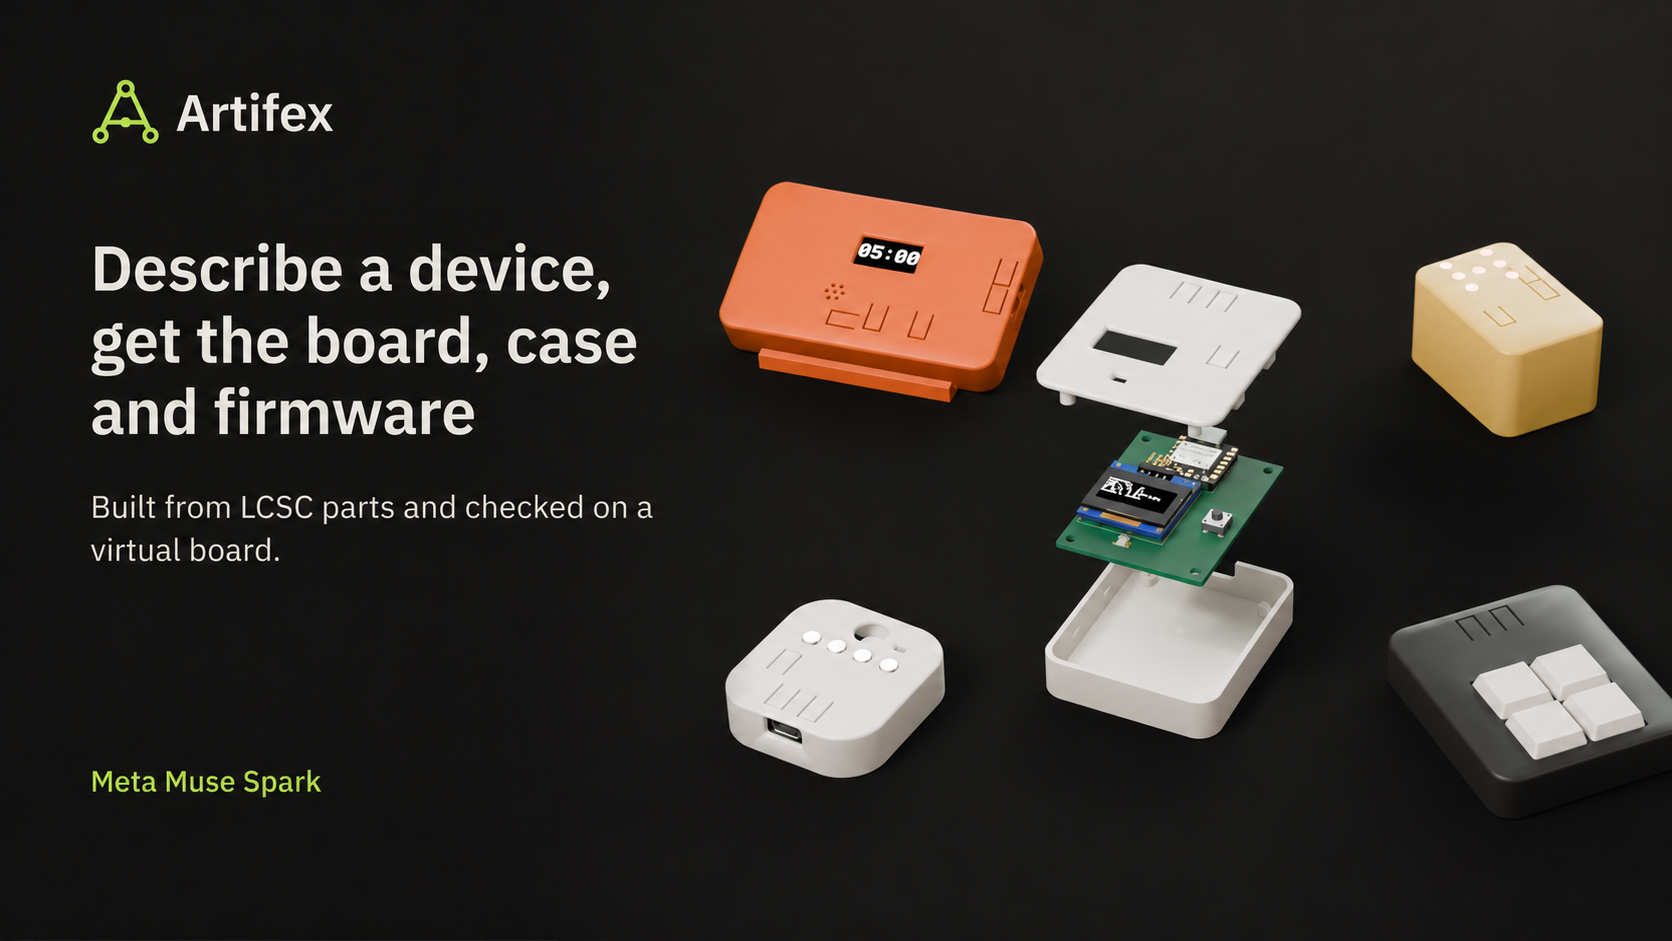 Artifex
Describe a device,
get the board, case
and firmware
Built from LCSC parts and checked on a
virtual board.
Meta Muse Spark
05:00